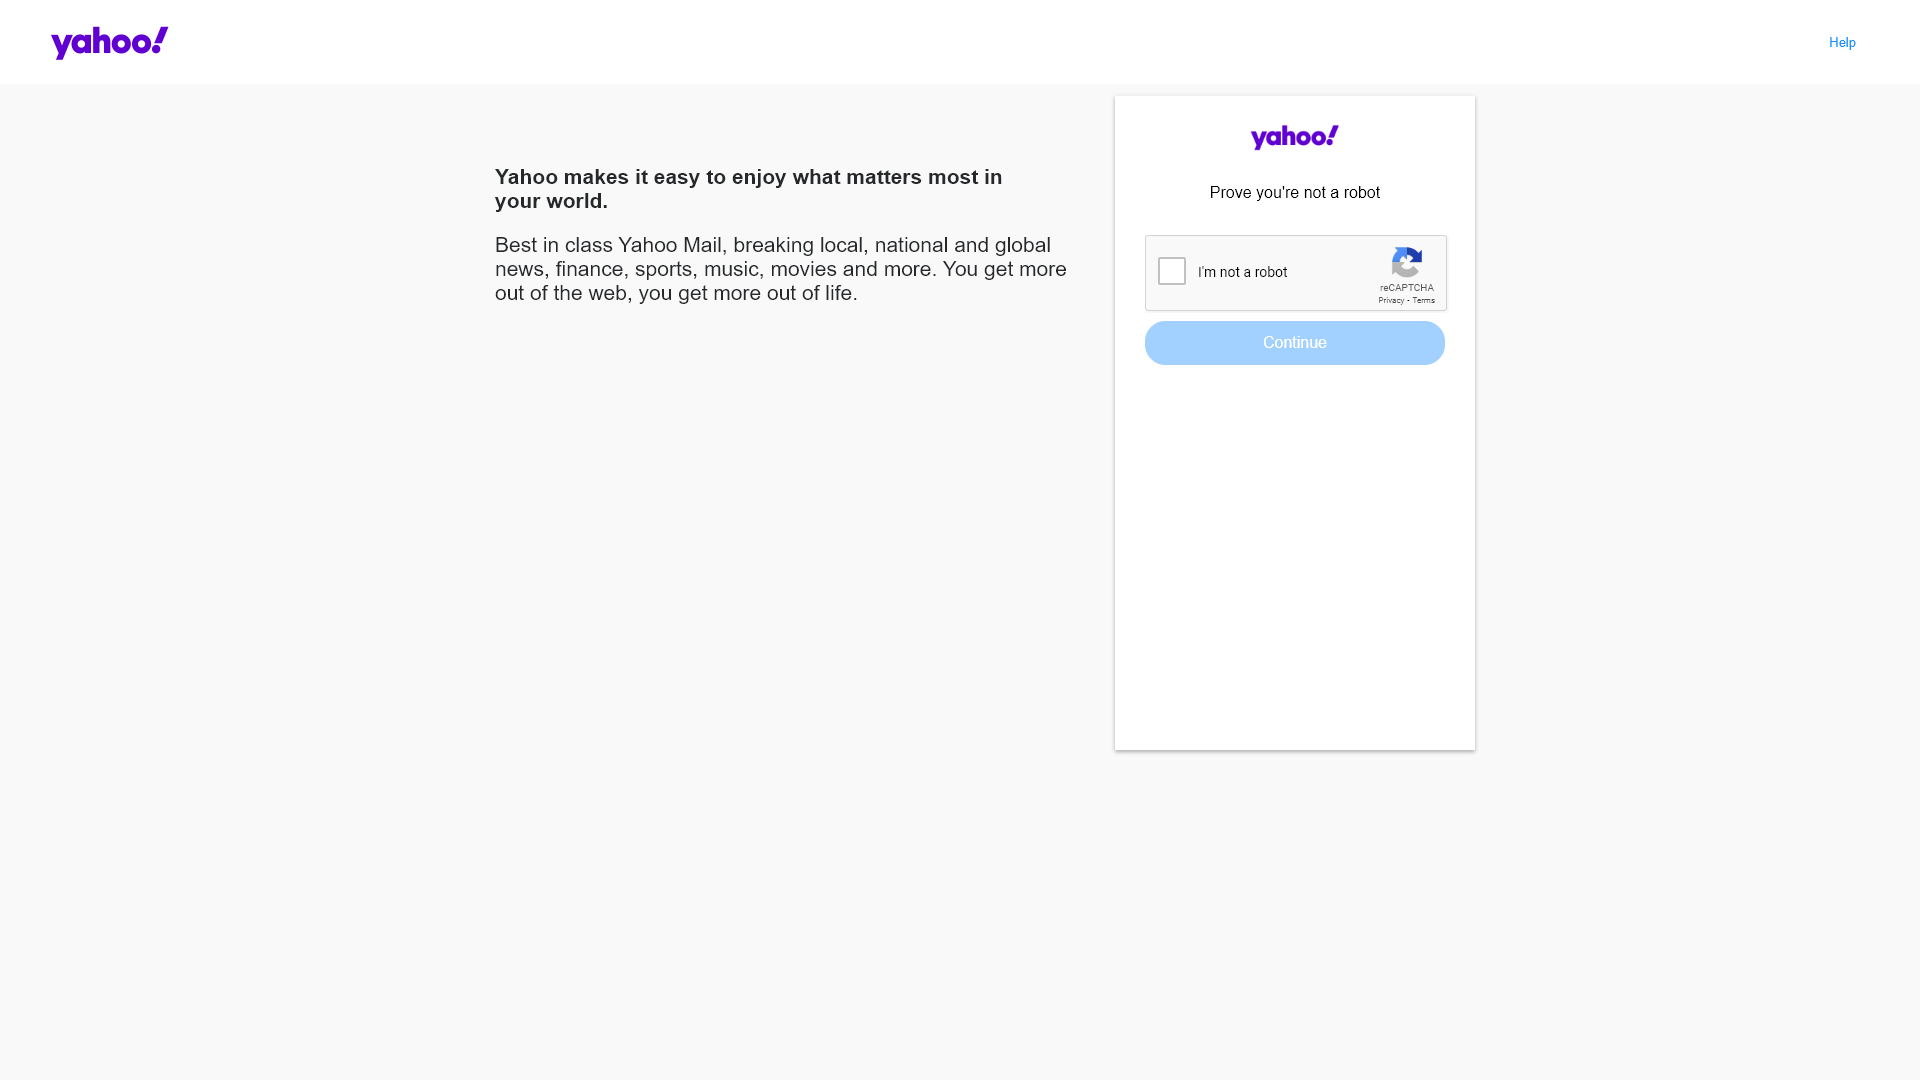 yahoo!
Help
Yahoo makes it easy to enjoy what matters most in
your world.
Best in class Yahoo Mail, breaking local, national and global
news, finance, sports, music, movies and more. You get more
out of the web, you get more out of life.
yahoo!
Prove you're not a robot
I'm not a robot
reCAPTCHA
Privacy - Terms
Continue